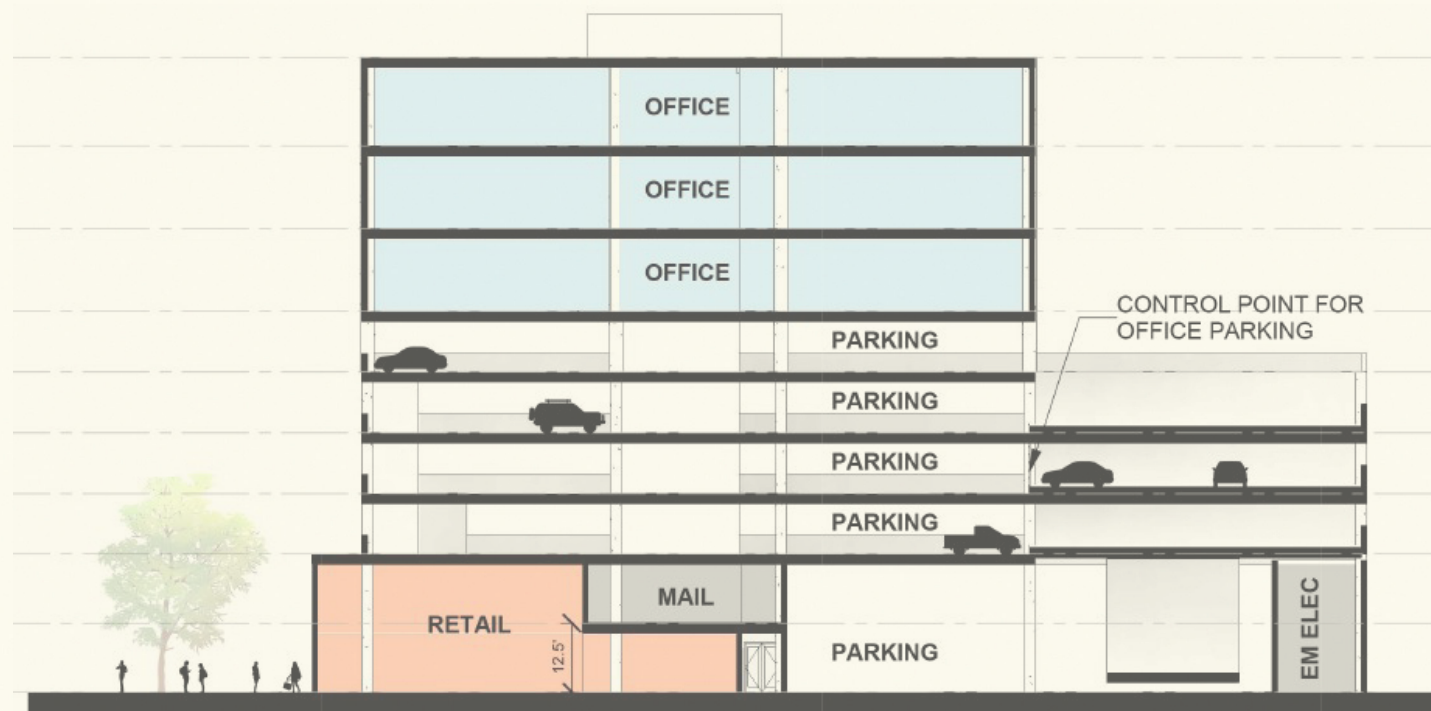 OFFICE
OFFICE
OFFICE
CONTROL POINT FOR
OFFICE PARKING
PARKING
PARKING
PARKING
PARKING
MAIL
RETAIL
12.5'
PARKING
EM ELEC